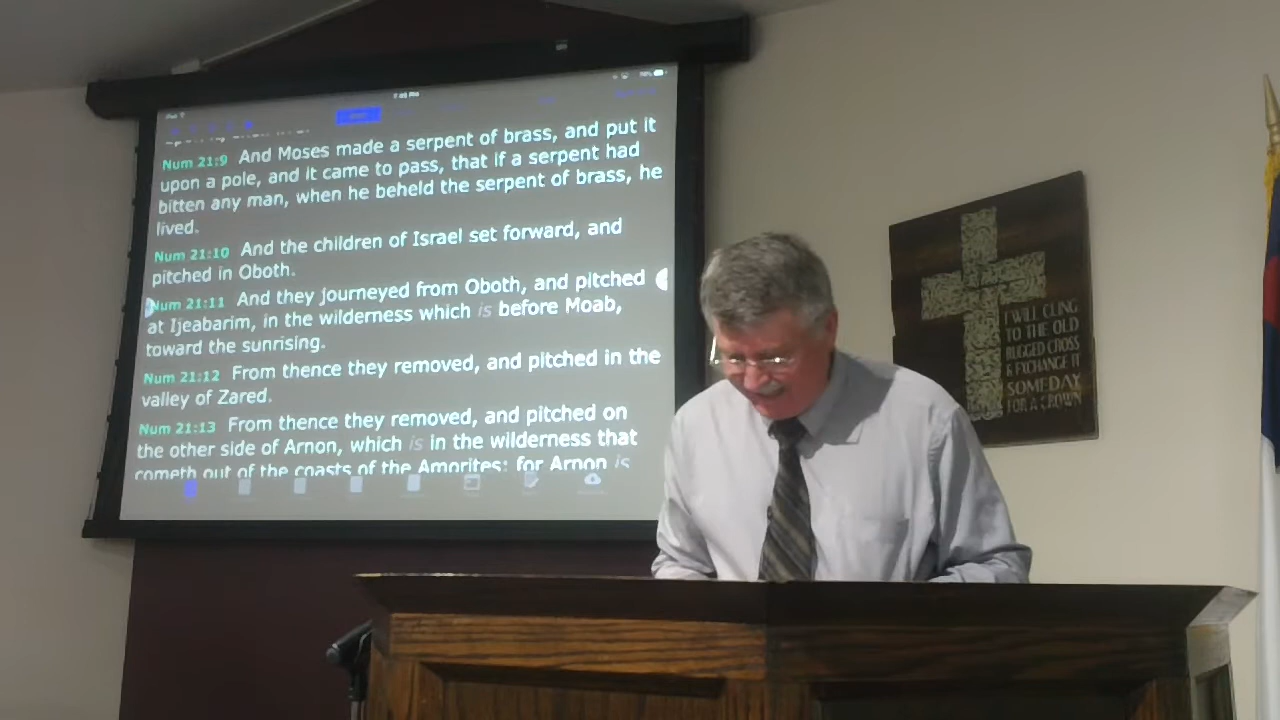 Num 21:9 And Moses made a serpent of brass, and put it
upon a pole, and it came to pass, that if a serpent had
bitten any man, when he beheld the serpent of brass, he
lived.
Num 21:10 And the children of Israel set forward, and
pitched in Oboth.
Num 21:11 And they journeyed from Oboth, and pitched
at Ijeabarim, in the wilderness which is before Moab,
toward the sunrising.
Num 21:12 From thence they removed, and pitched in the
valley of Zared.
Num 21:13 From thence they removed, and pitched on
the other side of Arnon, which is in the wilderness that
cometh out of the coasts of the Amorites: for Arnon is
I WILL CLING
TO THE OLD
RUGGED CROSS
& EXCHANGE IT
SOMEDAY
FOR A CROWN